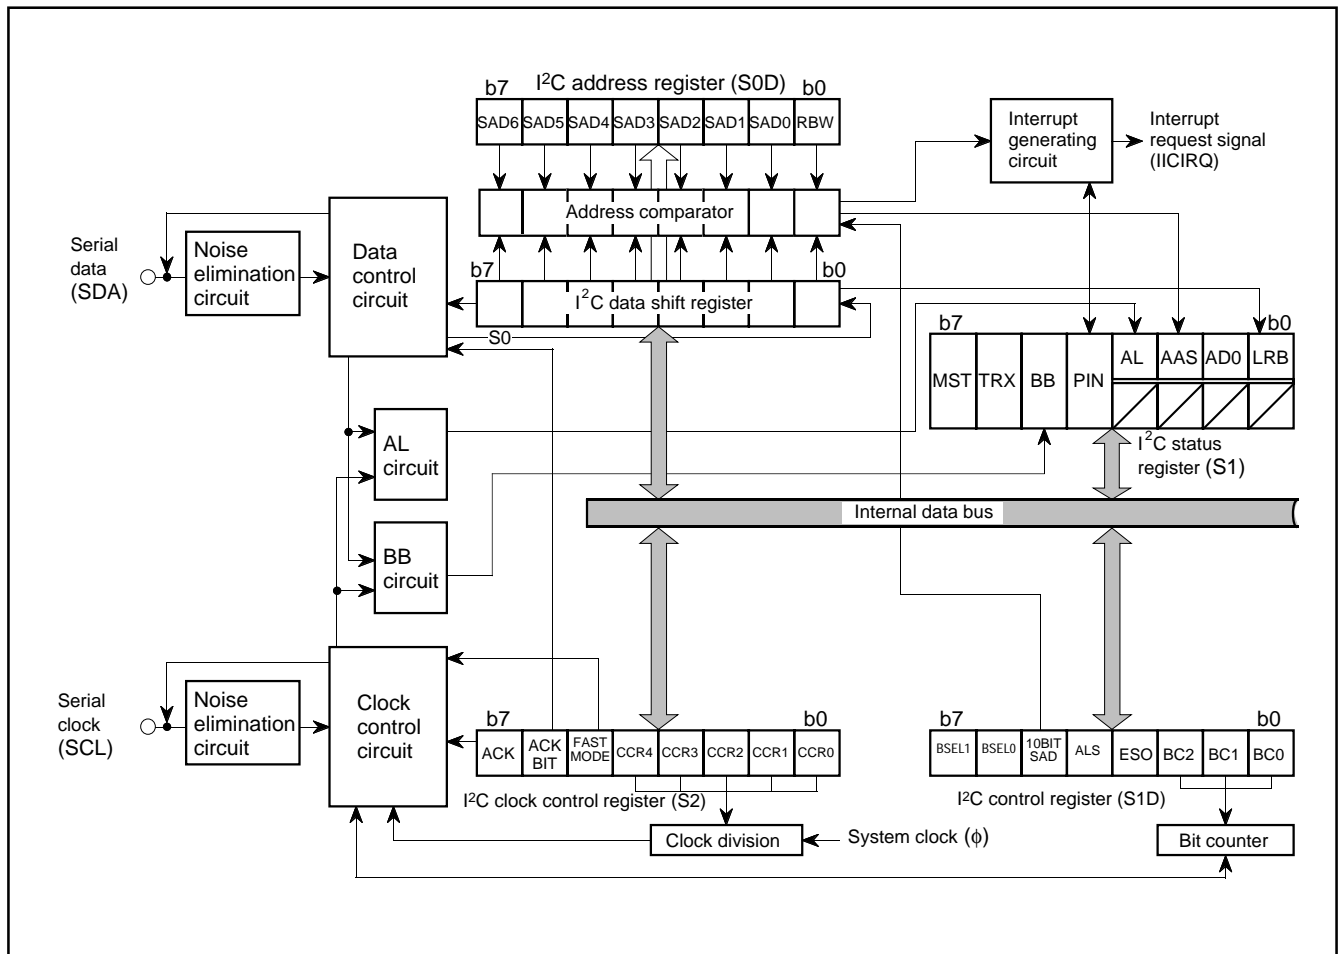 I²C address register (S0D)
b7 b0
SAD6 SAD5 SAD4 SAD3 SAD2 SAD1 SAD0 RBW
Interrupt
generating
circuit
Interrupt
request signal
(IICIRQ)
Address comparator
Serial
data
(SDA)
Noise
elimination
circuit
Data
control
circuit
b7 b0
I²C data shift register
S0
b7 b0
MST TRX BB PIN AL AAS AD0 LRB
I²C status
register (S1)
AL
circuit
BB
circuit
Internal data bus
Serial
clock
(SCL)
Noise
elimination
circuit
Clock
control
circuit
b7 b0
ACK ACK BIT FAST MODE CCR4 CCR3 CCR2 CCR1 CCR0
I²C clock control register (S2)
Clock division
System clock (ϕ)
b7 b0
BSEL1 BSEL0 10BIT SAD ALS ESO BC2 BC1 BC0
I²C control register (S1D)
Bit counter